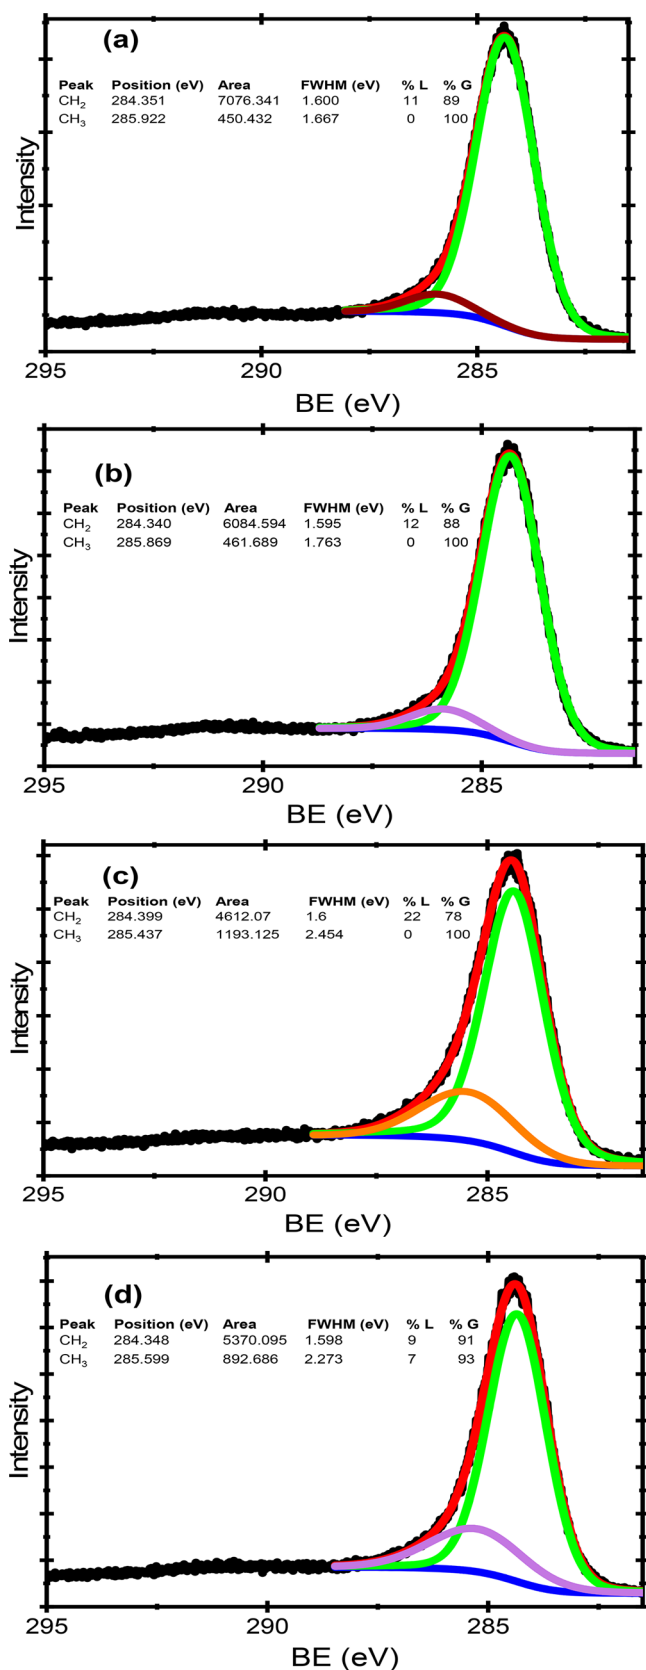 (a)
Peak Position (eV) Area FWHM (eV) % L % G
CH₂ 284.351 7076.341 1.600 11 89
CH₃ 285.922 450.432 1.667 0 100
Intensity
295 290 285
BE (eV)
(b)
Peak Position (eV) Area FWHM (eV) % L % G
CH₂ 284.340 6084.594 1.595 12 88
CH₃ 285.869 461.689 1.763 0 100
Intensity
295 290 285
BE (eV)
(c)
Peak Position (eV) Area FWHM (eV) % L % G
CH₂ 284.399 4612.07 1.6 22 78
CH₃ 285.437 1193.125 2.454 0 100
Intensity
295 290 285
BE (eV)
(d)
Peak Position (eV) Area FWHM (eV) % L % G
CH₂ 284.348 5370.095 1.598 9 91
CH₃ 285.599 892.686 2.273 7 93
Intensity
295 290 285
BE (eV)